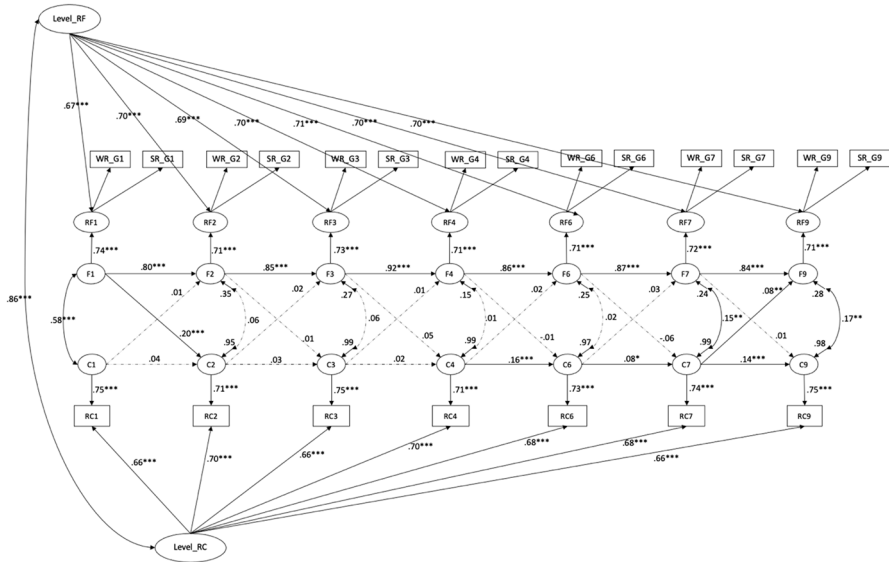 Level_RF
.67***
.70***
.69***
.70***
.71***
.70***
.70***
WR_G1
SR_G1
WR_G2
SR_G2
WR_G3
SR_G3
WR_G4
SR_G4
WR_G6
SR_G6
WR_G7
SR_G7
WR_G9
SR_G9
RF1
RF2
RF3
RF4
RF6
RF7
RF9
.74***
.71***
.73***
.71***
.71***
.72***
.71***
F1
.80***
F2
.85***
F3
.92***
F4
.86***
F6
.87***
F7
.84***
F9
.86***
.58***
.01
.20***
.35
.06
.02
.01
.27
.06
.01
.05
.15
.01
.02
-.01
.25
.02
.03
-.06
.24
.15**
.08**
.01
.28
.17**
.95
.99
.99
.97
.99
.98
C1
.04
C2
.03
C3
.02
C4
.16***
C6
.08*
C7
.14***
C9
.75***
.71***
.75***
.71***
.73***
.74***
.75***
RC1
RC2
RC3
RC4
RC6
RC7
RC9
.66***
.70***
.66***
.70***
.68***
.68***
.66***
Level_RC